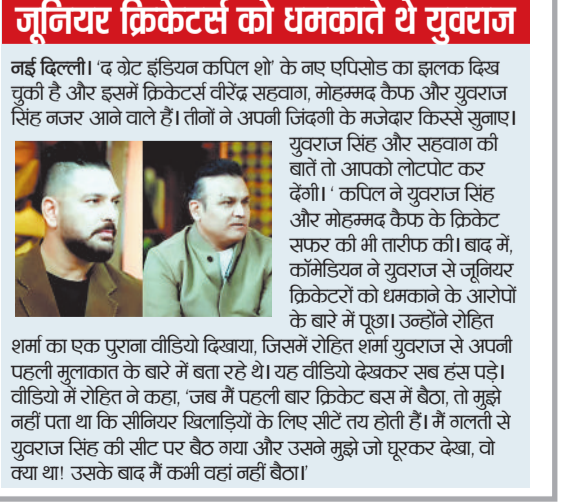 जूनियर क्रिकेटर्स को धमकाते थे युवराज
नई दिल्ली। 'द ग्रेट इंडियन कपिल शो' के नए एपिसोड का झलक दिख
चुकी है और इसमें क्रिकेटर्स वीरेंद्र सहवाग, मोहम्मद कैफ और युवराज
सिंह नजर आने वाले हैं। तीनों ने अपनी जिंदगी के मजेदार किस्से सुनाए।
युवराज सिंह और सहवाग की
बातें तो आपको लोटपोट कर
देंगी। ' कपिल ने युवराज सिंह
और मोहम्मद कैफ के क्रिकेट
सफर की भी तारीफ की। बाद में,
कॉमेडियन ने युवराज से जूनियर
क्रिकेटरों को धमकाने के आरोपों
के बारे में पूछा। उन्होंने रोहित
शर्मा का एक पुराना वीडियो दिखाया, जिसमें रोहित शर्मा युवराज से अपनी
पहली मुलाकात के बारे में बता रहे थे। यह वीडियो देखकर सब हंस पड़े।
वीडियो में रोहित ने कहा, 'जब मैं पहली बार क्रिकेट बस में बैठा, तो मुझे
नहीं पता था कि सीनियर खिलाड़ियों के लिए सीटें तय होती हैं। मैं गलती से
युवराज सिंह की सीट पर बैठ गया और उसने मुझे जो घूरकर देखा, वो
क्या था! उसके बाद मैं कभी वहां नहीं बैठा।'